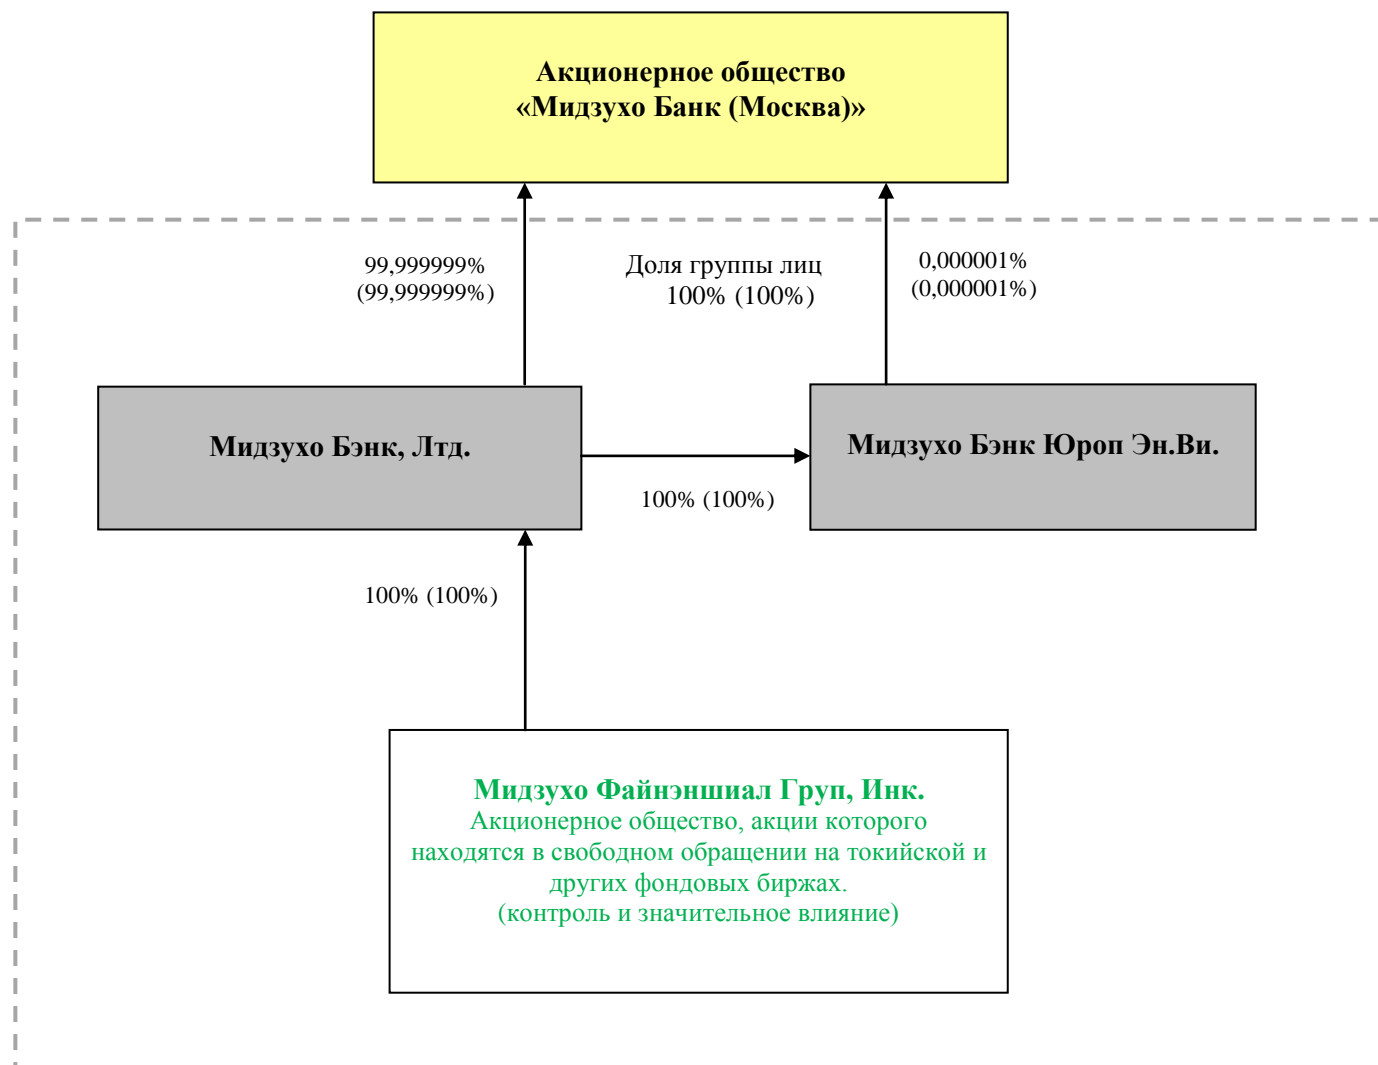 Акционерное общество
«Мидзухо Банк (Москва)»
99,999999%
(99,999999%)
Доля группы лиц
100% (100%)
0,000001%
(0,000001%)
Мидзухо Бэнк, Лтд.
Мидзухо Бэнк Юроп Эн.Ви.
100% (100%)
100% (100%)
Мидзухо Файнэншиал Груп, Инк.
Акционерное общество, акции которого
находятся в свободном обращении на токийской и
других фондовых биржах.
(контроль и значительное влияние)